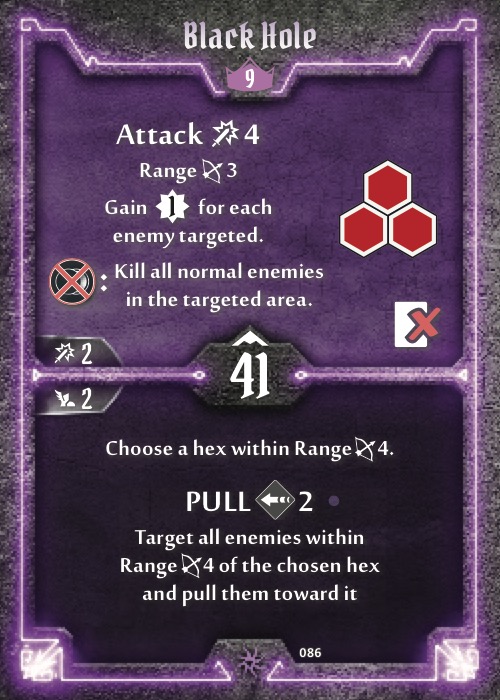 Black Hole
9
Attack 4
Range 3
Gain 1 for each
enemy targeted.
: Kill all normal enemies
in the targeted area.
2
41
2
Choose a hex within Range 4.
PULL 2
Target all enemies within
Range 4 of the chosen hex
and pull them toward it
086